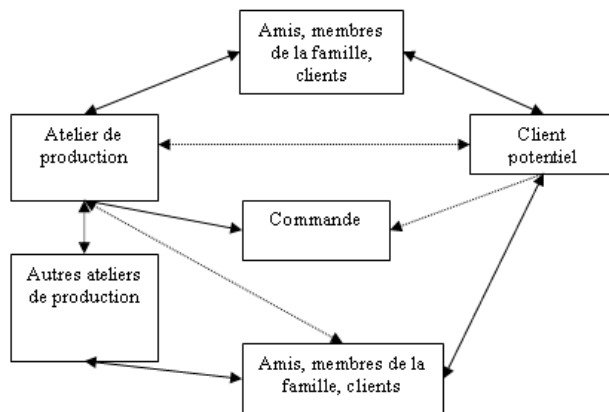 Amis, membres
de la famille,
clients
Atelier de
production
Client
potentiel
Commande
Autres ateliers
de production
Amis, membres de la
famille, clients